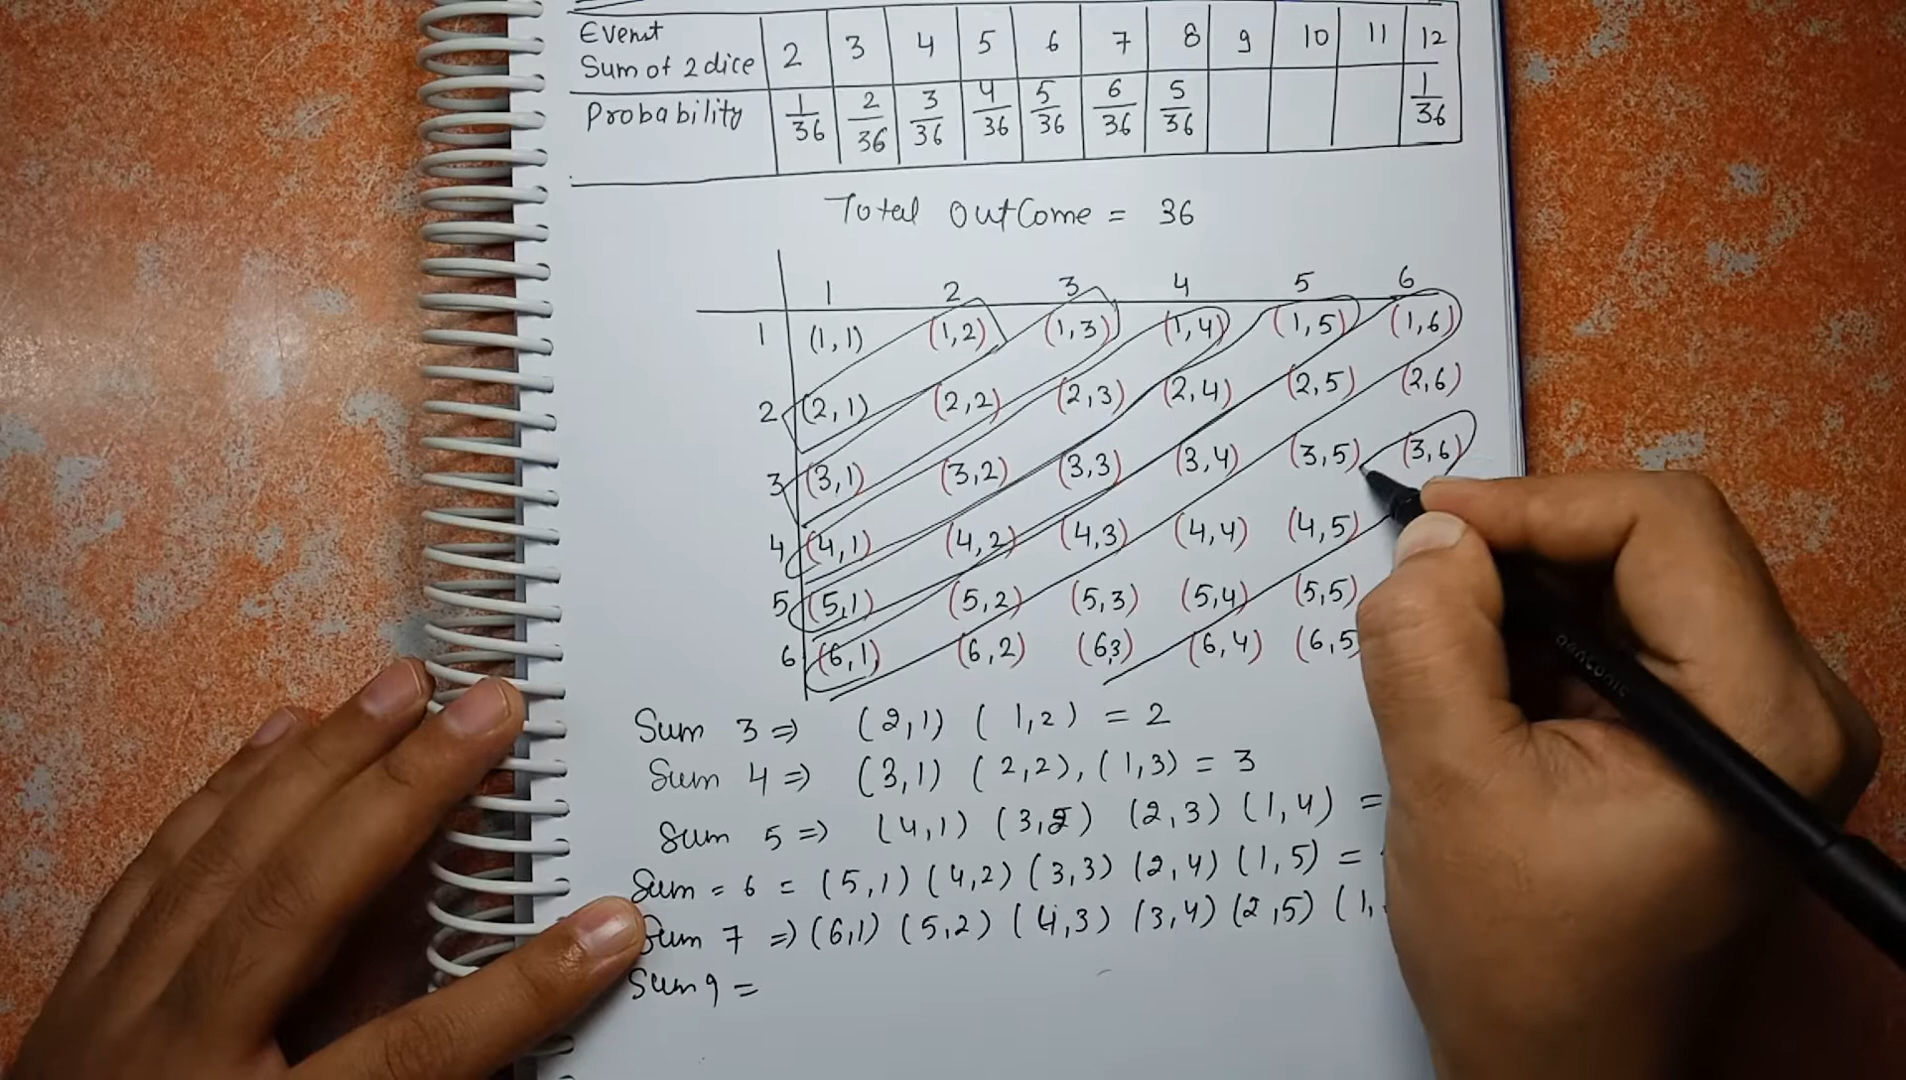 Evenst
Sum of 2 dice 2 3 4 5 6 7 8 9 10 11 12
Probability 1/36 2/36 3/36 4/36 5/36 6/36 5/36 1/36
Total outcome = 36
1 2 3 4 5 6
1 (1,1) (1,2) (1,3) (1,4) (1,5) (1,6)
2 (2,1) (2,2) (2,3) (2,4) (2,5) (2,6)
3 (3,1) (3,2) (3,3) (3,4) (3,5) (3,6)
4 (4,1) (4,2) (4,3) (4,4) (4,5)
5 (5,1) (5,2) (5,3) (5,4) (5,5)
6 (6,1) (6,2) (6,3) (6,4) (6,5
Sum 3 ⇒ (2,1) (1,2) = 2
Sum 4 ⇒ (3,1) (2,2), (1,3) = 3
Sum 5 ⇒ (4,1) (3,2) (2,3) (1,4) =
Sum = 6 = (5,1) (4,2) (3,3) (2,4) (1,5) =
Sum 7 ⇒ (6,1) (5,2) (4,3) (3,4) (2,5) (1,
Sum 9 =